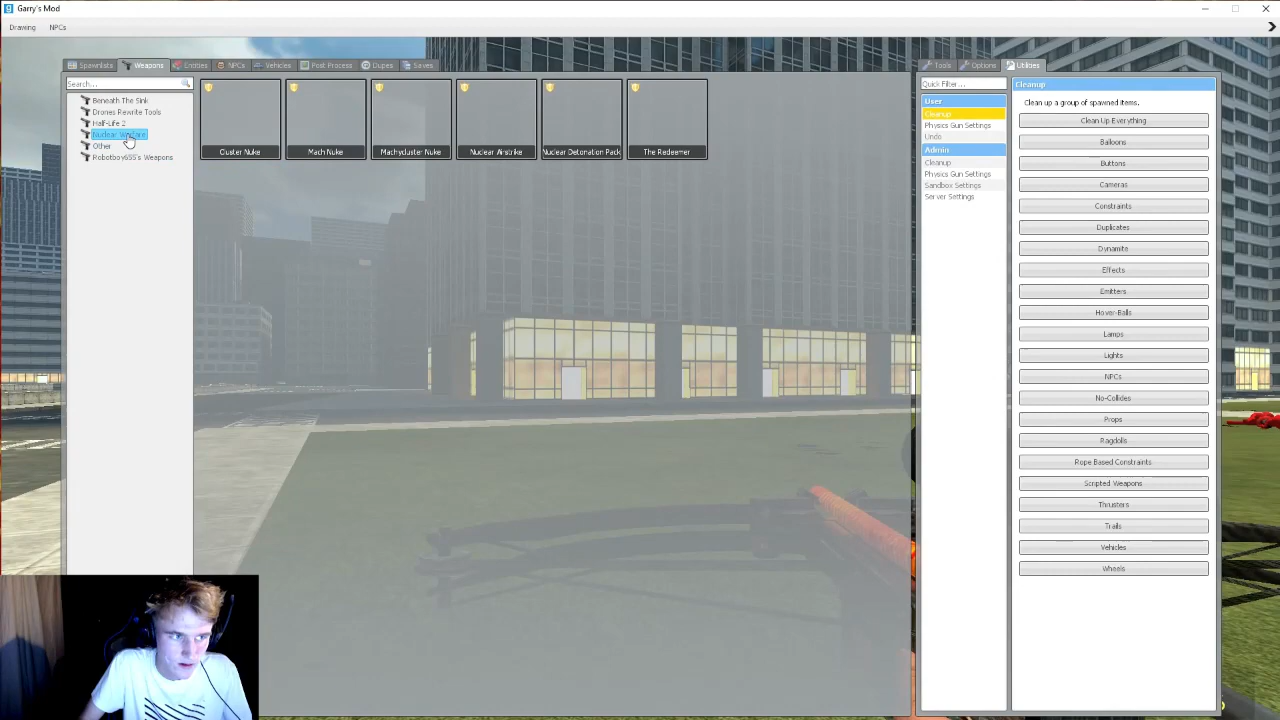 Garry's Mod
Drawing NPCs
Spawnlists Weapons Entities NPCs Vehicles Post Process Dupes Saves
Search...
Beneath The Sink
Drones Rewrite Tools
Half-Life 2
Nuclear Warfare
Other
Robotboy655's Weapons
Cluster Nuke
Mach Nuke
Machycluster Nuke
Nuclear Airstrike
Nuclear Detonation Pack
The Redeemer
Tools Options Utilities
Quick Filter...
User
Cleanup
Physics Gun Settings
Undo
Admin
Cleanup
Physics Gun Settings
Sandbox Settings
Server Settings
Cleanup
Clean up a group of spawned items.
Clean Up Everything
Balloons
Buttons
Cameras
Constraints
Duplicates
Dynamite
Effects
Emitters
Hover-Balls
Lamps
Lights
NPCs
No-Collides
Props
Ragdolls
Rope Based Constraints
Scripted Weapons
Thrusters
Trails
Vehicles
Wheels